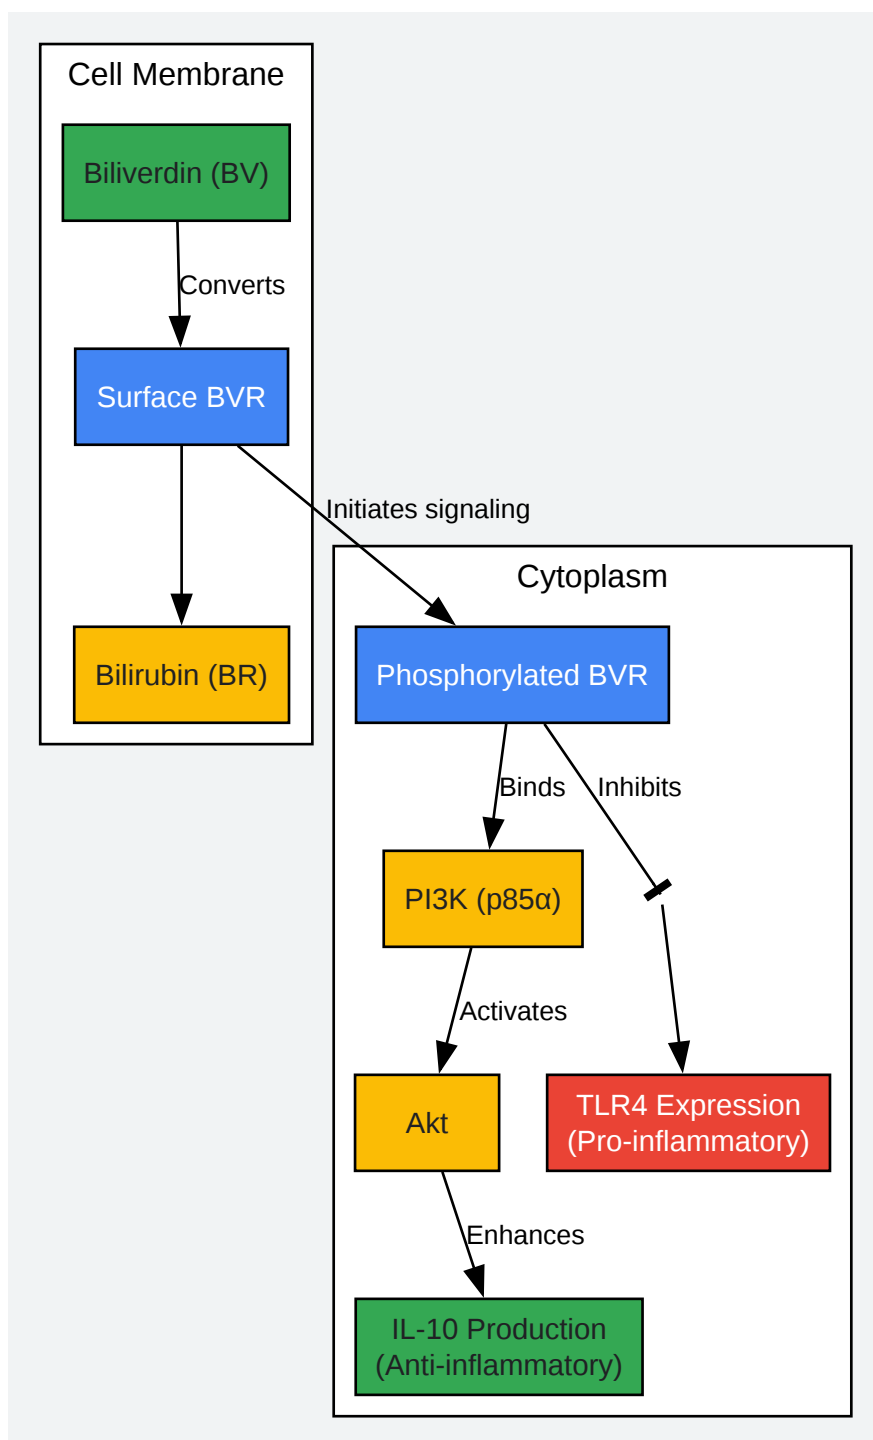 Cell Membrane
Biliverdin (BV)
Converts
Surface BVR
Initiates signaling
Bilirubin (BR)
Cytoplasm
Phosphorylated BVR
Binds
Inhibits
PI3K (p85α)
Activates
Akt
TLR4 Expression
(Pro-inflammatory)
Enhances
IL-10 Production
(Anti-inflammatory)